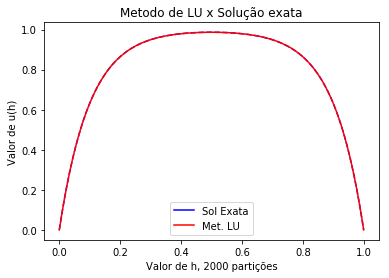 Metodo de LU x Solução exata
Valor de u(h)
1.0
0.8
0.6
0.4
0.2
0.0
Sol Exata
Met. LU
0.0 0.2 0.4 0.6 0.8 1.0
Valor de h, 2000 partições